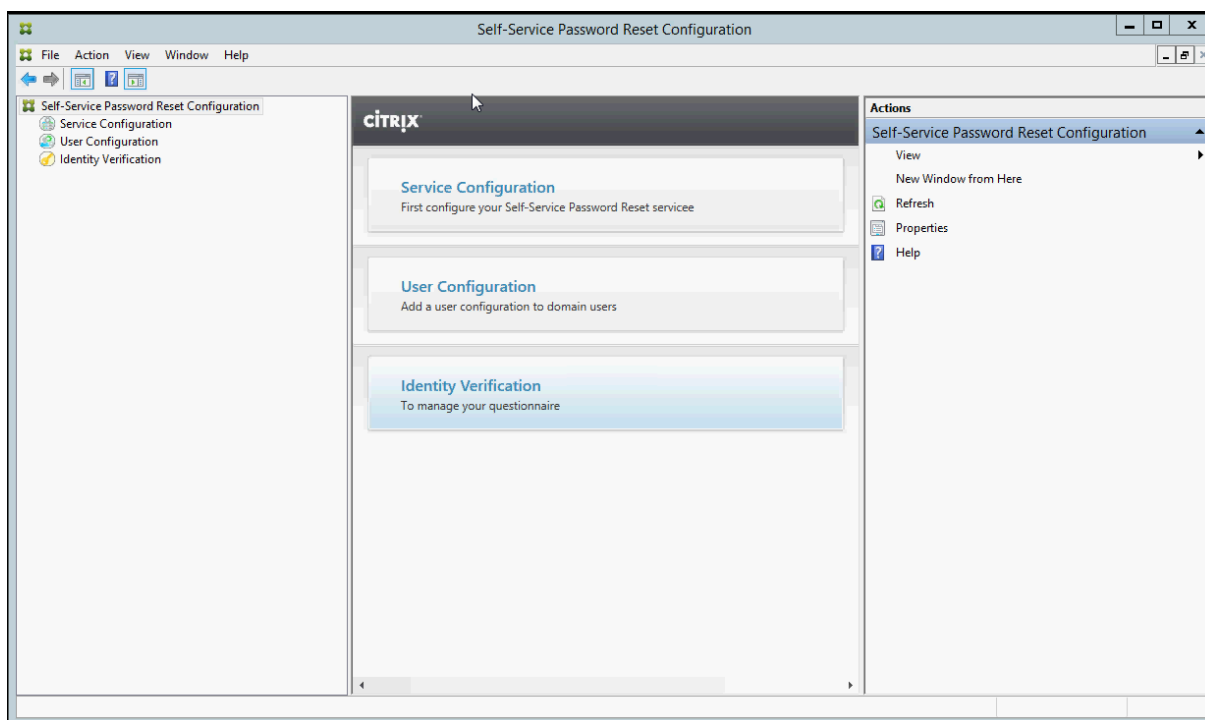 Self-Service Password Reset Configuration
File Action View Window Help
Self-Service Password Reset Configuration
Service Configuration
User Configuration
Identity Verification
CİTRIX
Service Configuration
First configure your Self-Service Password Reset servicee
User Configuration
Add a user configuration to domain users
Identity Verification
To manage your questionnaire
Actions
Self-Service Password Reset Configuration
View
New Window from Here
Refresh
Properties
Help